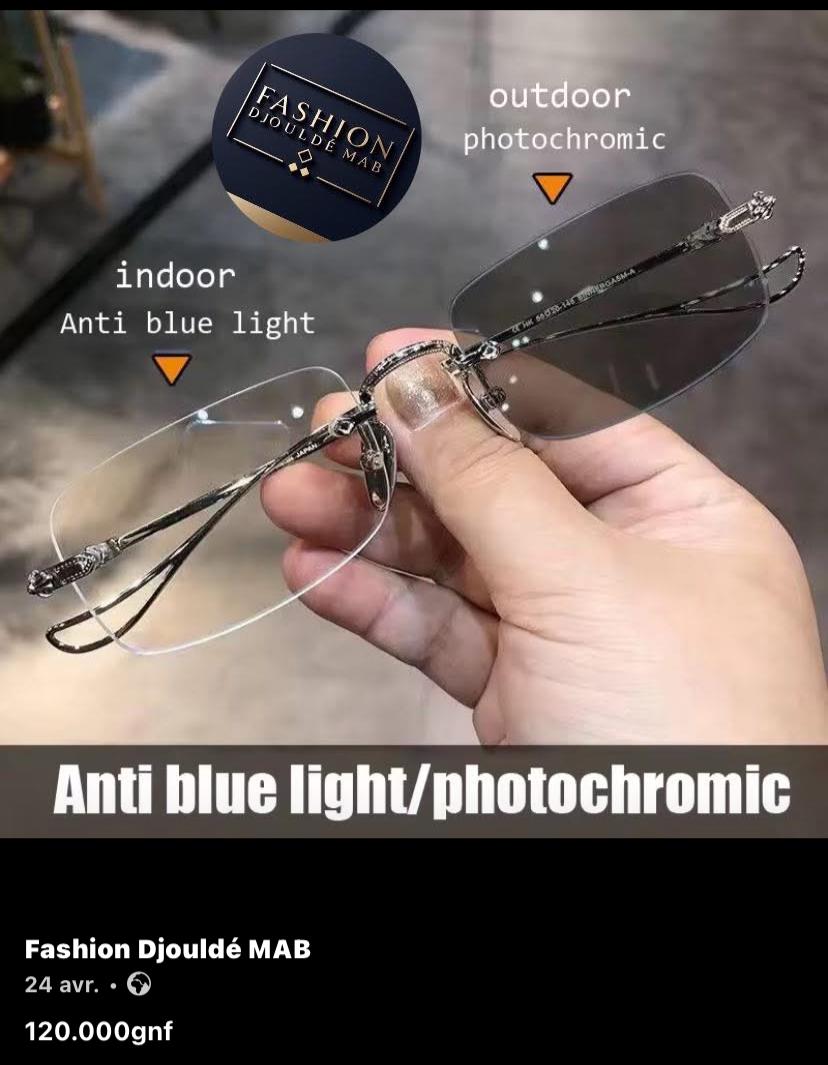 FASHION
DJOULDÉ MAB
outdoor
photochromic
indoor
Anti blue light
JAPAN
Anti blue light/photochromic
Fashion Djouldé MAB
24 avr. •
120.000gnf